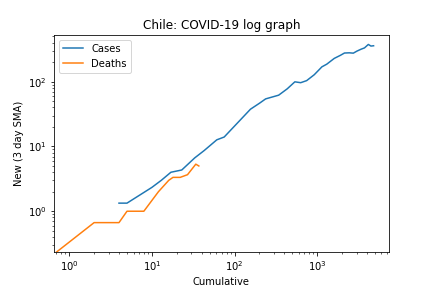 Chile: COVID-19 log graph
Cases
Deaths
New (3 day SMA)
10²
10¹
10⁰
10⁰ 10¹ 10² 10³
Cumulative